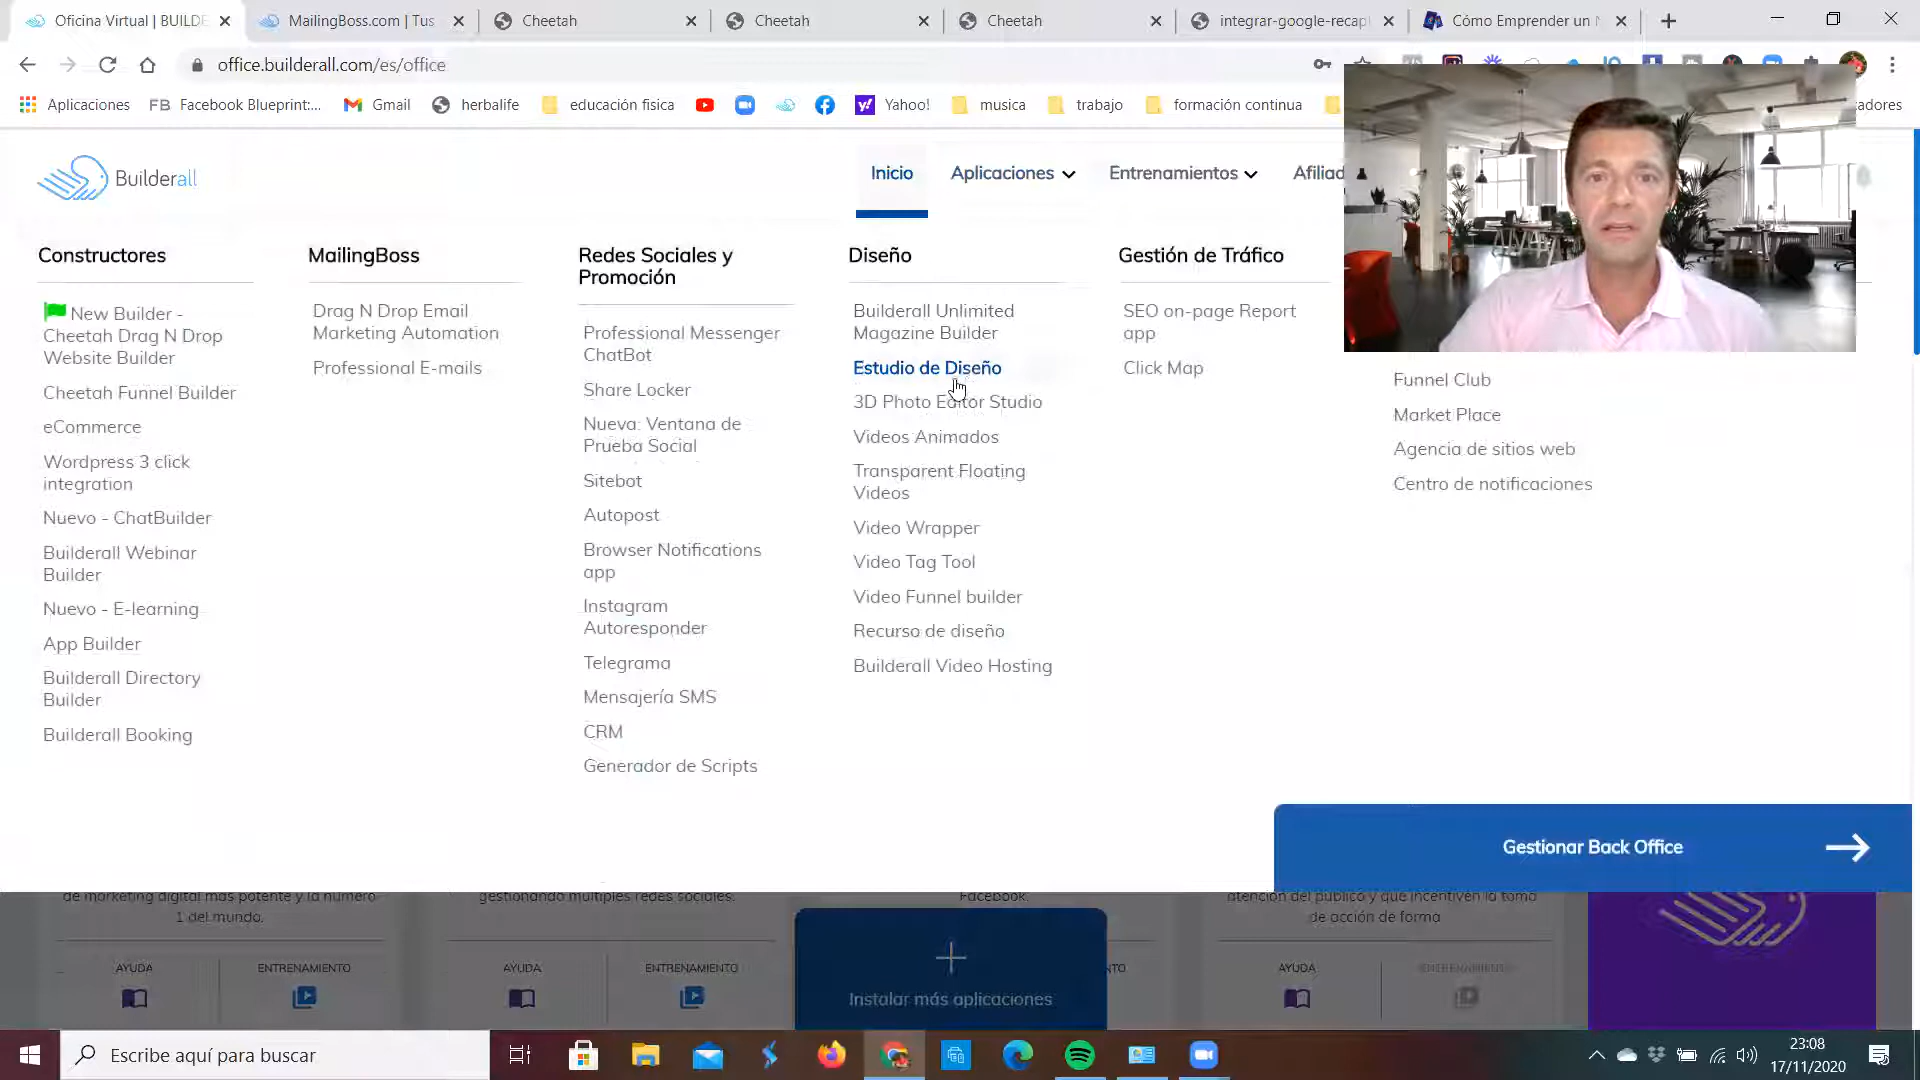 Oficina Virtual | BUILDE
MailingBoss.com | Tus
Cheetah
Cheetah
Cheetah
integrar-google-recap
Cómo Emprender un N
office.builderall.com/es/office
Aplicaciones
FB Facebook Blueprint:...
Gmail
herbalife
educación fisica
Yahoo!
musica
trabajo
formación continua
adores
Builderall
Inicio
Aplicaciones
Entrenamientos
Afiliad
Constructores
New Builder -
Cheetah Drag N Drop
Website Builder
Cheetah Funnel Builder
eCommerce
Wordpress 3 click
integration
Nuevo - ChatBuilder
Builderall Webinar
Builder
Nuevo - E-learning
App Builder
Builderall Directory
Builder
Builderall Booking
MailingBoss
Drag N Drop Email
Marketing Automation
Professional E-mails
Redes Sociales y
Promoción
Professional Messenger
ChatBot
Share Locker
Nueva: Ventana de
Prueba Social
Sitebot
Autopost
Browser Notifications
app
Instagram
Autoresponder
Telegrama
Mensajería SMS
CRM
Generador de Scripts
Diseño
Builderall Unlimited
Magazine Builder
Estudio de Diseño
3D Photo Editor Studio
Videos Animados
Transparent Floating
Videos
Video Wrapper
Video Tag Tool
Video Funnel builder
Recurso de diseño
Builderall Video Hosting
Gestión de Tráfico
SEO on-page Report
app
Click Map
Funnel Club
Market Place
Agencia de sitios web
Centro de notificaciones
Gestionar Back Office
de marketing digital más potente y la número
1 del mundo.
gestionando múltiples redes sociales.
Facebook.
atención del público y que incentiven la toma
de acción de forma
AYUDA
ENTRENAMIENTO
AYUDA
ENTRENAMIENTO
NTO
AYUDA
ENTRENAMIENTO
Instalar más aplicaciones
Escribe aquí para buscar
23:08
17/11/2020